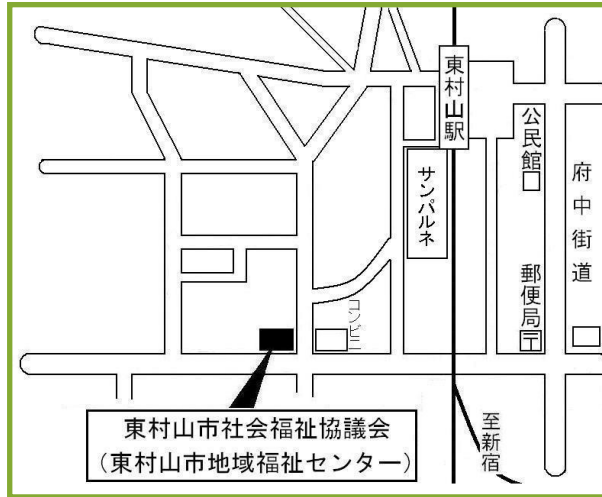 東村山駅
公民館
サンパルネ
府中街道
郵便局
〒
コンビニ
東村山市社会福祉協議会
（東村山市地域福祉センター）
至新宿